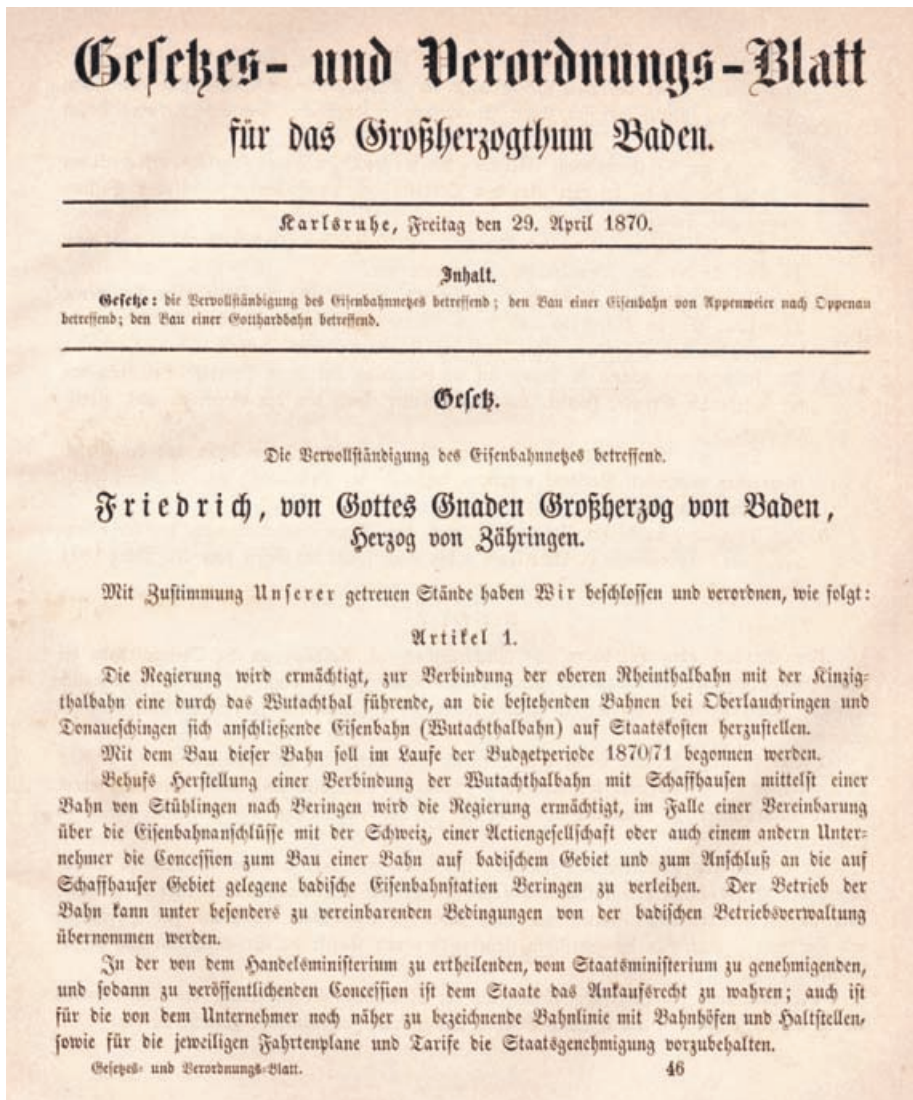 Gesetzes- und Verordnungs-Blatt
für das Großherzogthum Baden.
Karlsruhe, Freitag den 29. April 1870.
Inhalt.
Gesetze: die Vervollständigung des Eisenbahnnetzes betreffend; den Bau einer Eisenbahn von Appenweier nach Oppenau
betreffend; den Bau einer Gotthardbahn betreffend.
Gesetz.
Die Vervollständigung des Eisenbahnnetzes betreffend.
Friedrich, von Gottes Gnaden Großherzog von Baden,
Herzog von Zähringen.
Mit Zustimmung Unserer getreuen Stände haben Wir beschlossen und verordnen, wie folgt:
Artikel 1.
Die Regierung wird ermächtigt, zur Verbindung der oberen Rheinthalbahn mit der Kinzig-
thalbahn eine durch das Wutachthal führende, an die bestehenden Bahnen bei Oberlauchringen und
Donaueschingen sich anschließende Eisenbahn (Wutachthalbahn) auf Staatskosten herzustellen.
Mit dem Bau dieser Bahn soll im Laufe der Budgetperiode 1870/71 begonnen werden.
Behufs Herstellung einer Verbindung der Wutachthalbahn mit Schaffhausen mittelst einer
Bahn von Stühlingen nach Beringen wird die Regierung ermächtigt, im Falle einer Vereinbarung
über die Eisenbahnanschlüsse mit der Schweiz, einer Actiengesellschaft oder auch einem andern Unter-
nehmer die Concession zum Bau einer Bahn auf badischem Gebiet und zum Anschluß an die auf
Schaffhauser Gebiet gelegene badische Eisenbahnstation Beringen zu verleihen. Der Betrieb der
Bahn kann unter besonders zu vereinbarenden Bedingungen von der badischen Betriebsverwaltung
übernommen werden.
In der von dem Handelsministerium zu ertheilenden, vom Staatsministerium zu genehmigenden,
und sodann zu veröffentlichenden Concession ist dem Staate das Ankaufsrecht zu wahren; auch ist
für die von dem Unternehmer noch näher zu bezeichnende Bahnlinie mit Bahnhöfen und Haltstellen,
sowie für die jeweiligen Fahrtenplane und Tarife die Staatsgenehmigung vorzubehalten.
Gesetzes- und Verordnungs-Blatt. 46